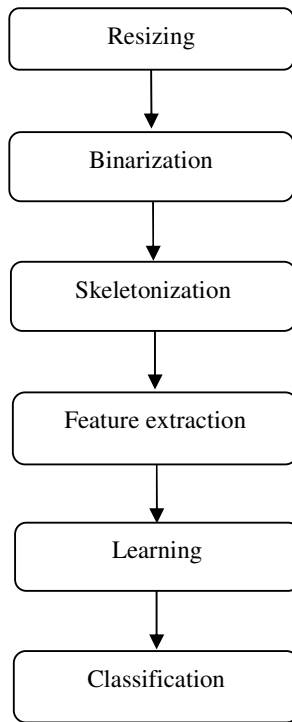 Resizing
Binarization
Skeletonization
Feature extraction
Learning
Classification